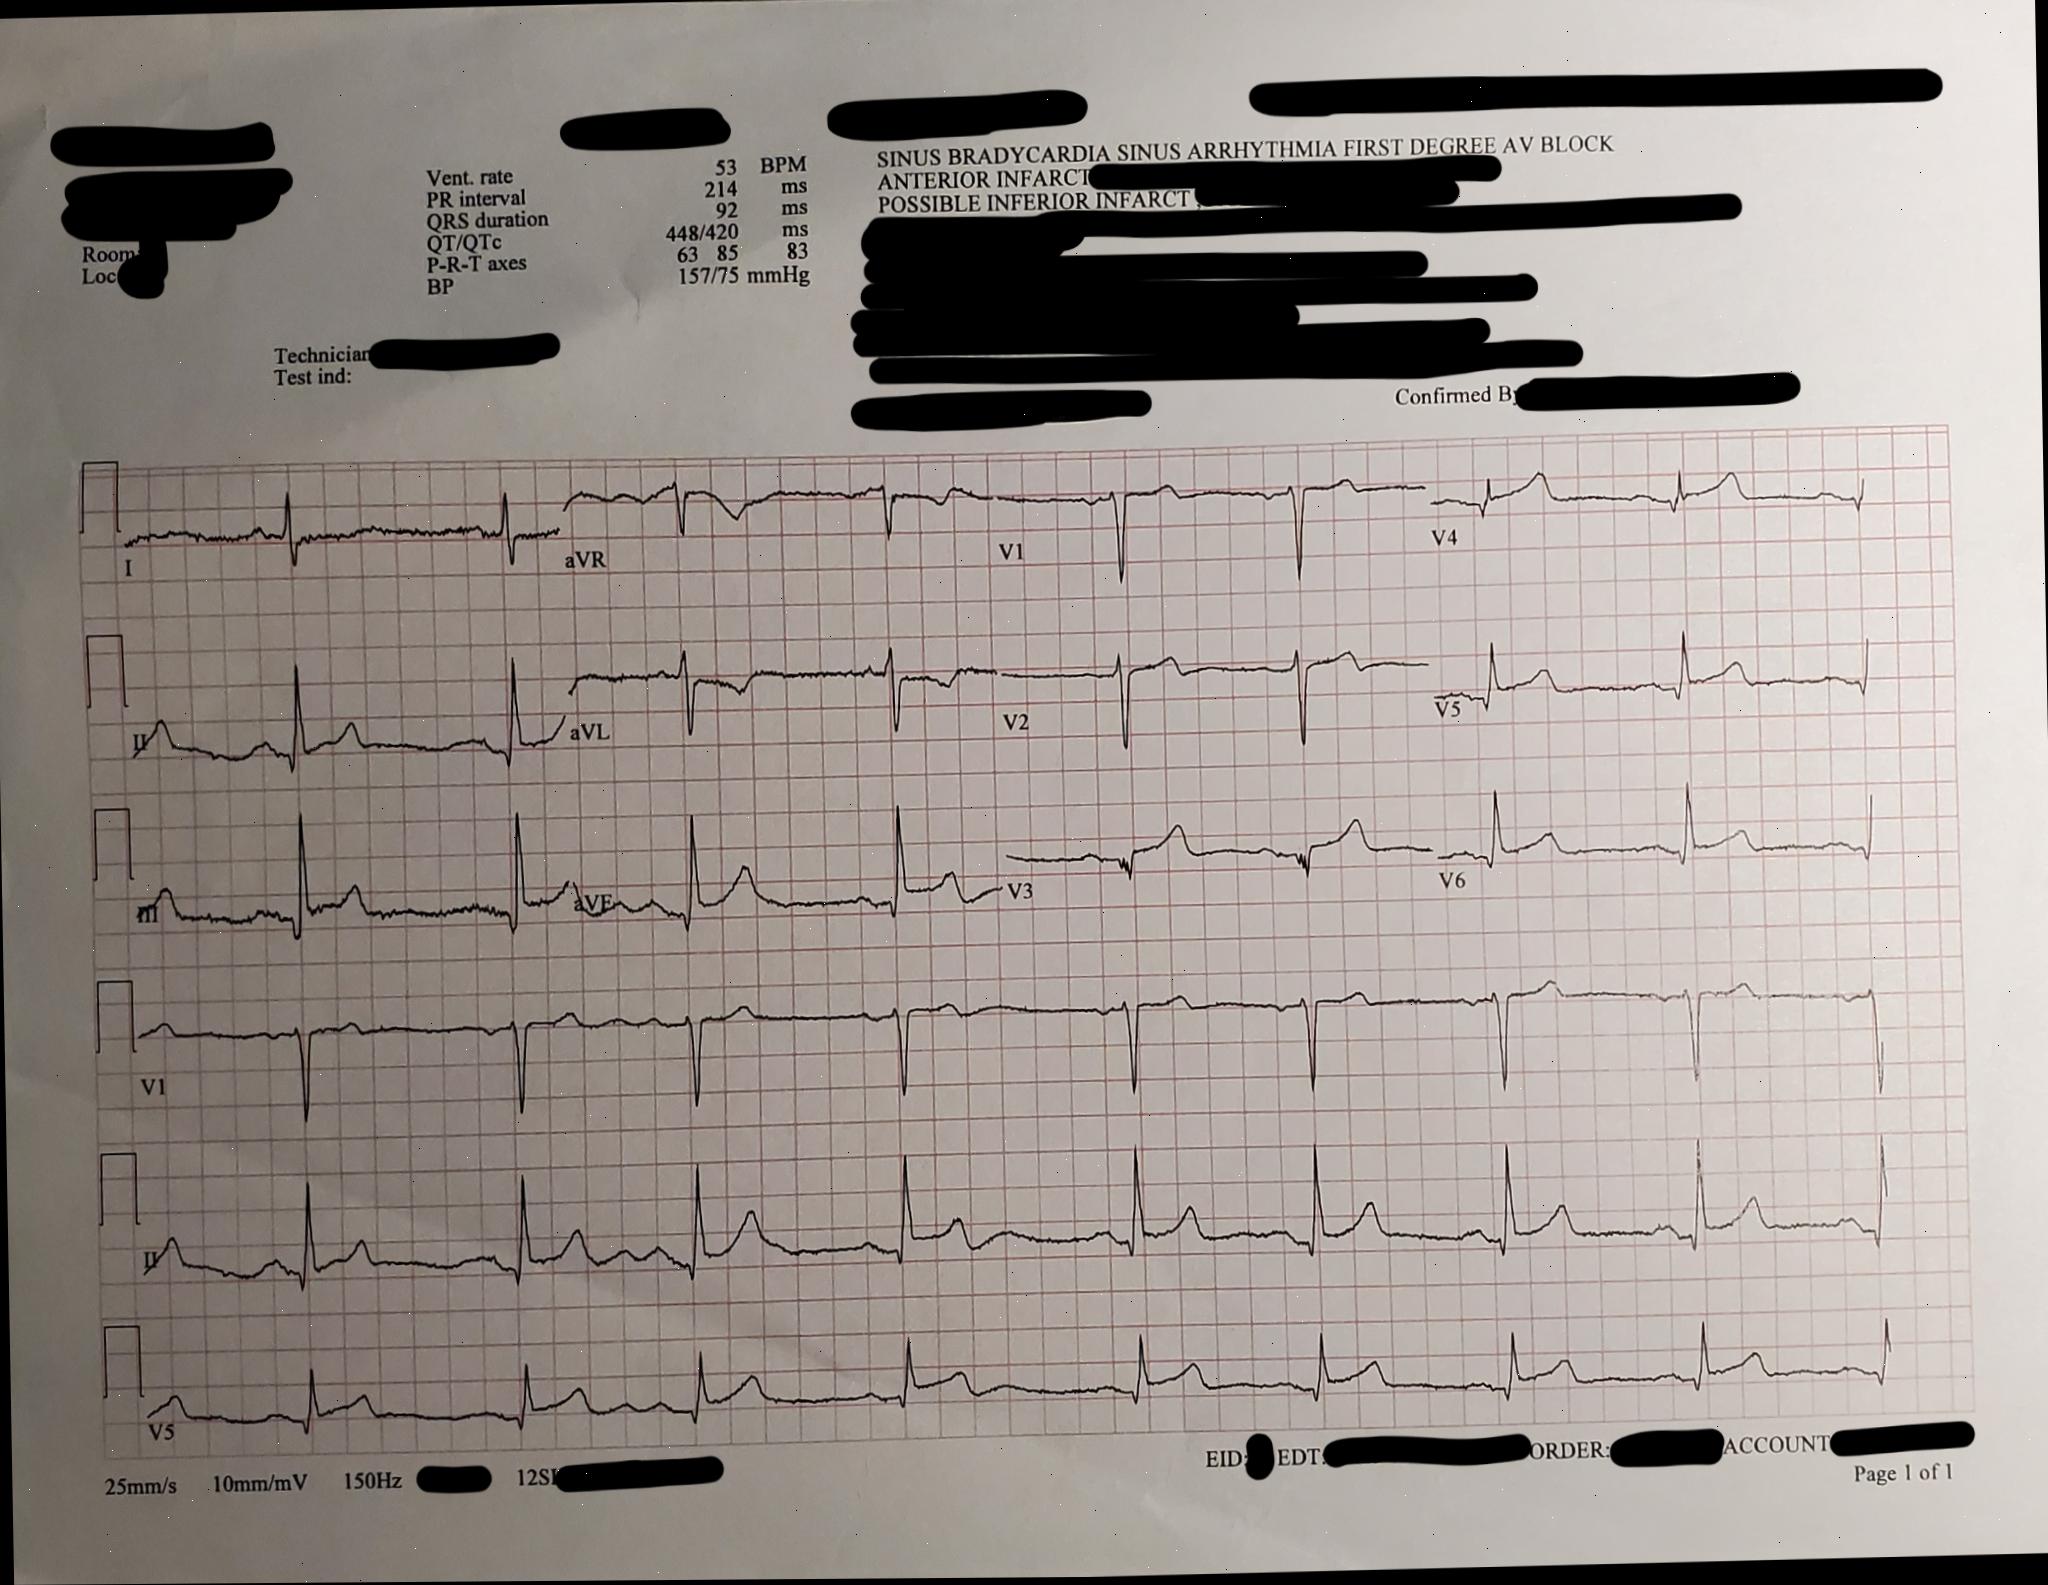 SINUS BRADYCARDIA SINUS ARRHYTHMIA FIRST DEGREE AV BLOCK
ANTERIOR INFARCT
POSSIBLE INFERIOR INFARCT ,
Vent. rate 53 BPM
PR interval 214 ms
QRS duration 92 ms
QT/QTc 448/420 ms
P-R-T axes 63 85 83
BP 157/75 mmHg
Room
Loc
Technician
Test ind:
Confirmed By
I
aVR
V1
V4
II
aVL
V2
V5
III
aVF
V3
V6
V1
II
V5
25mm/s 10mm/mV 150Hz 12SL
EID: EDT: ORDER: ACCOUNT
Page 1 of 1